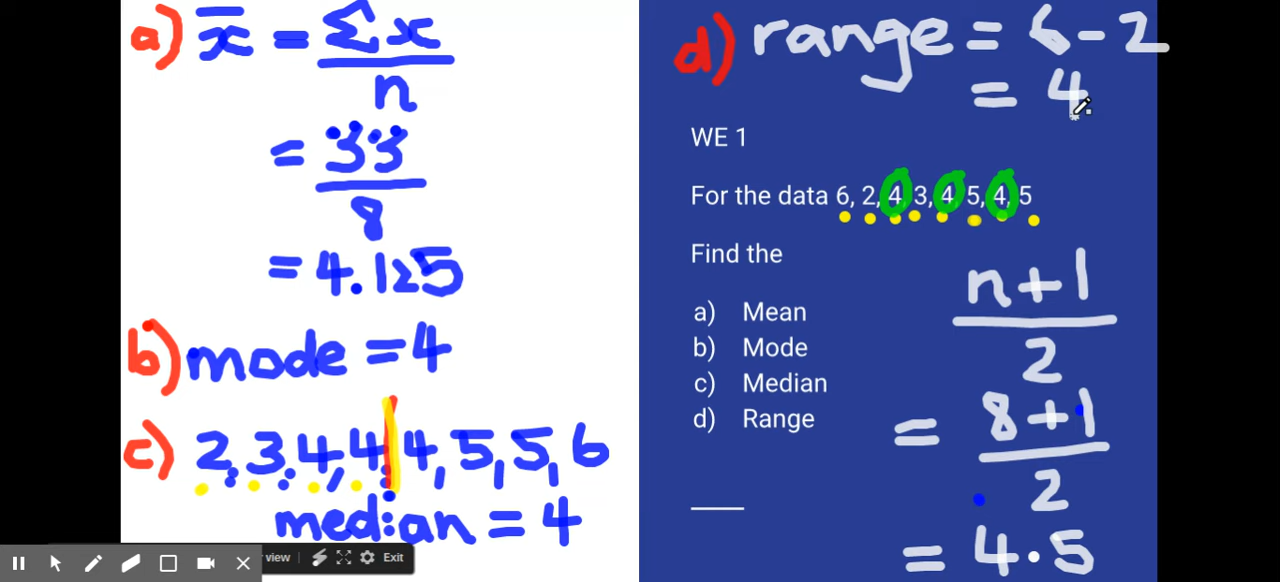 a) x̄ = Σx
n
= 33
8
= 4.125
b) mode = 4
c) 2, 3, 4, 4, 4, 5, 5, 6
median = 4
view
Exit
d) range = 6 - 2
= 4
WE 1
For the data 6, 2, 4, 3, 4, 5, 4, 5
Find the
a) Mean
b) Mode
c) Median
d) Range
n+1
2
= 8+1
2
= 4.5